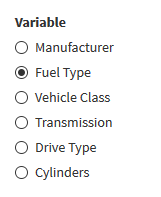 Variable
Manufacturer
Fuel Type
Vehicle Class
Transmission
Drive Type
Cylinders